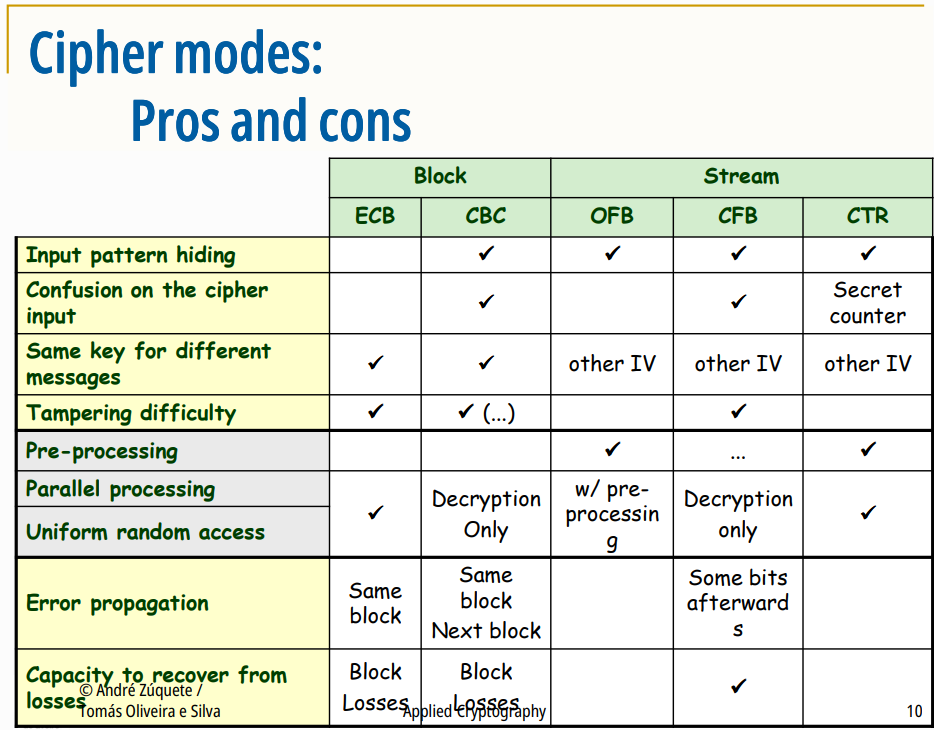 Cipher modes:
Pros and cons
Block Stream
ECB CBC OFB CFB CTR
Input pattern hiding ✓ ✓ ✓ ✓
Confusion on the cipher
input ✓ ✓ Secret
counter
Same key for different
messages ✓ ✓ other IV other IV other IV
Tampering difficulty ✓ ✓ (...) ✓
Pre-processing ✓ ... ✓
Parallel processing
Uniform random access
✓ Decryption
Only
w/ pre-
processin
g
Decryption
only
✓
Error propagation
Same
block
Same
block
Next block
Some bits
afterward
s
Capacity to recover from
losses
Block
Losses
Block
Losses
✓
© André Zúquete /
Tomás Oliveira e Silva
Applied Cryptography
10